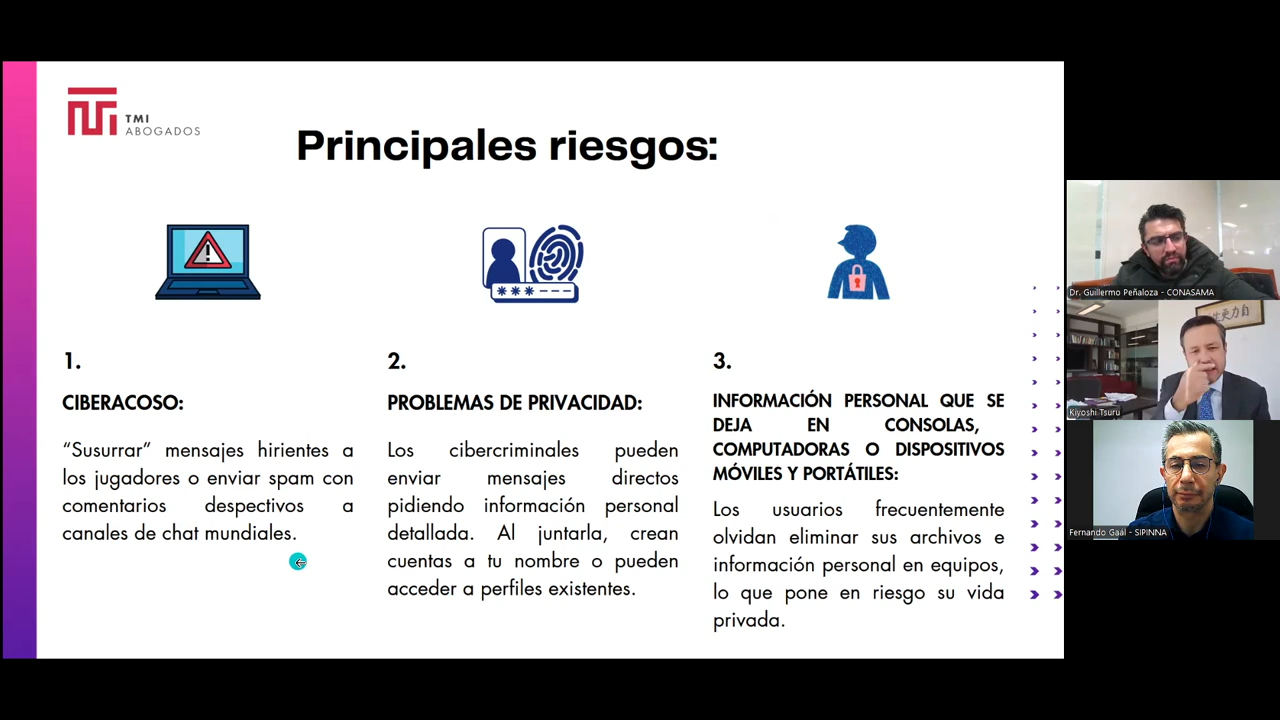 TMI
ABOGADOS
Principales riesgos:
1.
CIBERACOSO:
“Susurrar” mensajes hirientes a
los jugadores o enviar spam con
comentarios despectivos a
canales de chat mundiales.
2.
PROBLEMAS DE PRIVACIDAD:
Los cibercriminales pueden
enviar mensajes directos
pidiendo información personal
detallada. Al juntarla, crean
cuentas a tu nombre o pueden
acceder a perfiles existentes.
3.
INFORMACIÓN PERSONAL QUE SE
DEJA EN CONSOLAS,
COMPUTADORAS O DISPOSITIVOS
MÓVILES Y PORTÁTILES:
Los usuarios frecuentemente
olvidan eliminar sus archivos e
información personal en equipos,
lo que pone en riesgo su vida
privada.
Dr. Guillermo Peñaloza - CONASAMA
Kiyoshi Tsuru
Fernando Gaál - SIPINNA